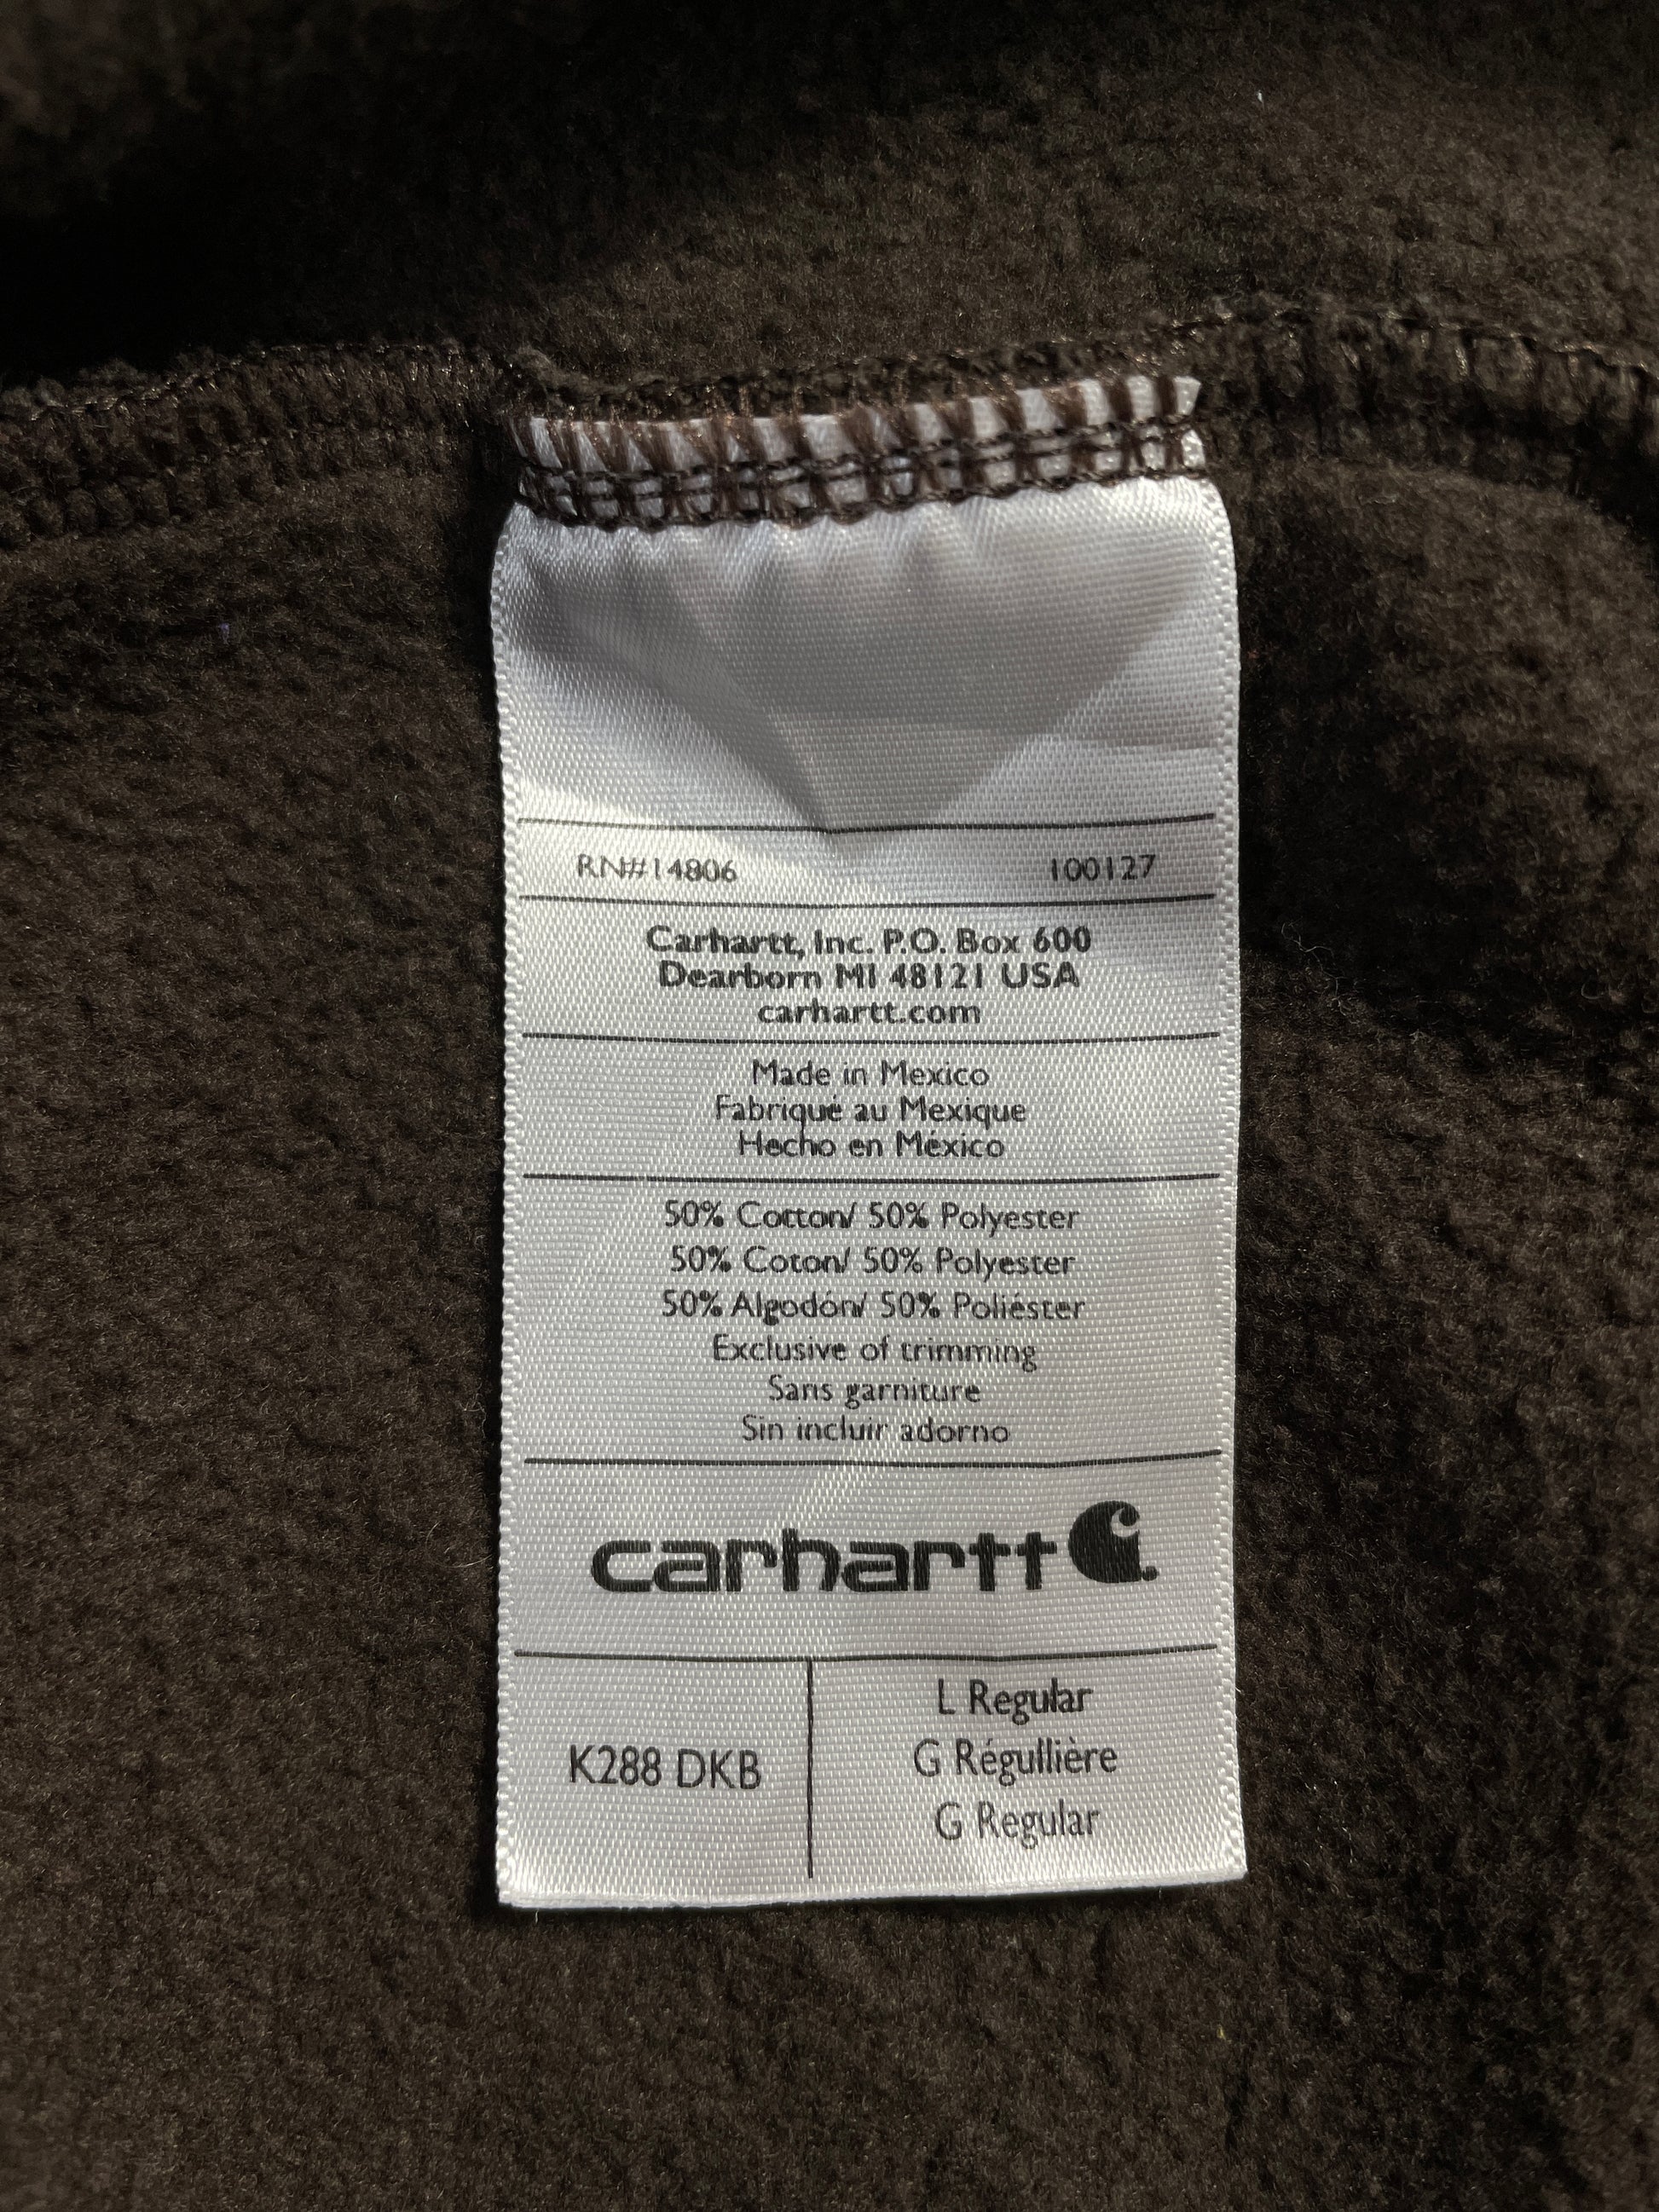 RN#14806 100127
Carhartt, Inc. P.O. Box 600
Dearborn MI 48121 USA
carhartt.com
Made in Mexico
Fabriqué au Mexique
Hecho en México
50% Cotton/ 50% Polyester
50% Coton/ 50% Polyester
50% Algodón/ 50% Poliéster
Exclusive of trimming
Sans garniture
Sin incluir adorno
carhartt
K288 DKB
L Regular
G Régullière
G Regular